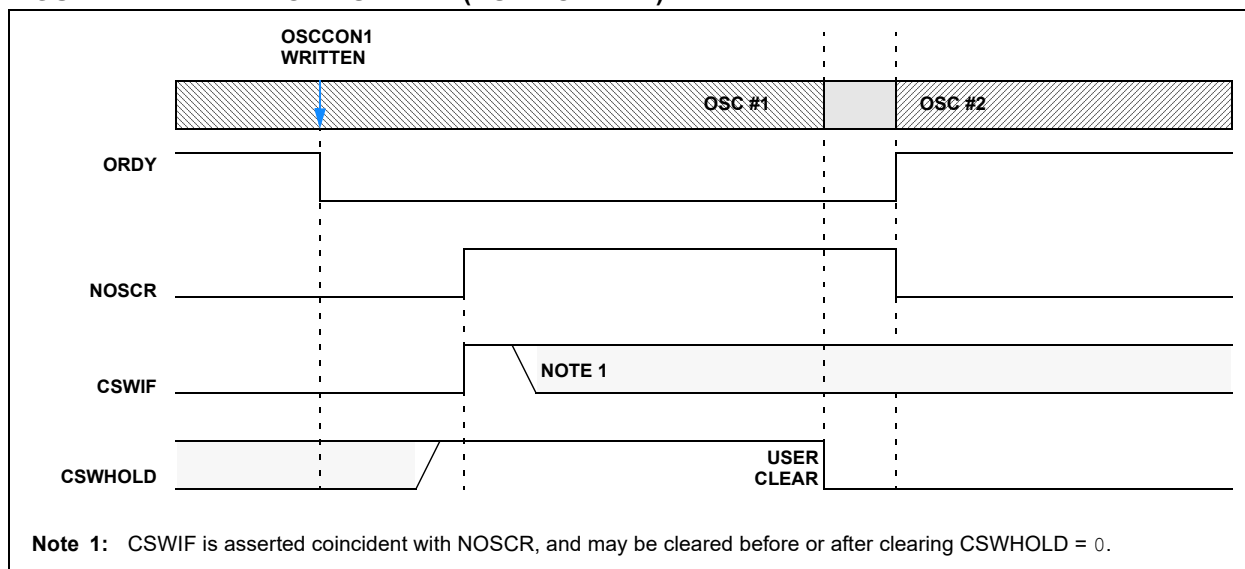 OSCCON1
WRITTEN
OSC #1
OSC #2
ORDY
NOSCR
NOTE 1
CSWIF
USER
CLEAR
CSWHOLD
Note 1: CSWIF is asserted coincident with NOSCR, and may be cleared before or after clearing CSWHOLD = 0.